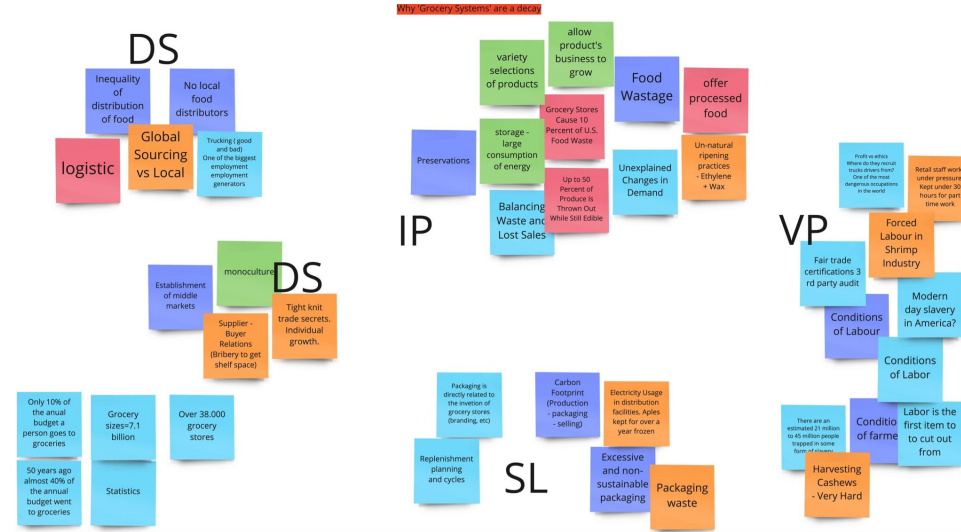 Why 'Grocery Systems' are a decay
DS
Inequality
of
distribution
of food
No local
food
distributors
logistic
Global
Sourcing
vs Local
Trucking ( good
and bad)
One of the biggest
employment
employment
generators
variety
selections
of products
allow
product's
business to
grow
Food
Wastage
offer
processed
food
Grocery Stores
Cause 10
Percent of U.S.
Food Waste
Preservations
storage -
large
consumption
of energy
Un-natural
ripening
practices
- Ethylene
+ Wax
Unexplained
Changes in
Demand
Up to 50
Percent of
Produce is
Thrown Out
While Still Edible
Balancing
Waste and
Lost Sales
IP
Profit vs ethics
Where do they recruit
trucks drivers from?
One of the most
dangerous occupations
in the world
Retail staff work
under pressure
Kept under 30
hours for part
time work
VP
Forced
Labour in
Shrimp
Industry
Fair trade
certifications 3
rd party audit
Modern
day slavery
in America?
Conditions
of Labour
Conditions
of Labor
There are an
estimated 21 million
to 45 million people
trapped in some
form of slavery
Conditio
of farme
Labor is the
first item to
to cut out
from
Harvesting
Cashews
- Very Hard
monoculture
DS
Establishment
of middle
markets
Supplier -
Buyer
Relations
(Bribery to get
shelf space)
Tight knit
trade secrets.
Individual
growth.
Only 10% of
the anual
budget a
person goes to
groceries
Grocery
sizes=7.1
billion
Over 38.000
grocery
stores
50 years ago
almost 40% of
the annual
budget went
to groceries
Statistics
Packaging is
directly related to
the invetion of
grocery stores
(branding, etc)
Carbon
Footprint
(Production
- packaging
- selling)
Electricity Usage
in distribution
facilities. Aples
kept for over a
year frozen
Replenishment
planning
and cycles
SL
Excessive
and non-
sustainable
packaging
Packaging
waste